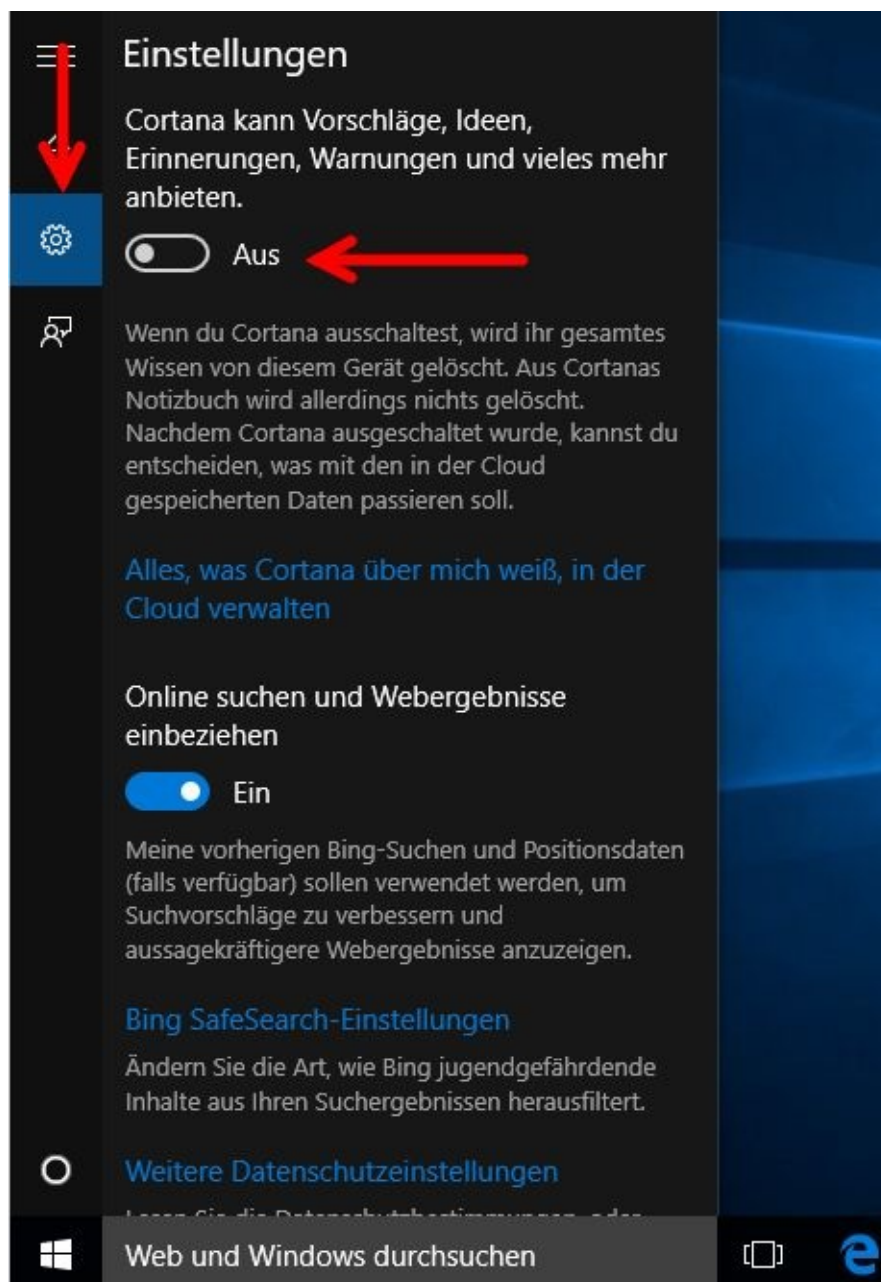 Einstellungen
Cortana kann Vorschläge, Ideen,
Erinnerungen, Warnungen und vieles mehr
anbieten.
Aus
Wenn du Cortana ausschaltest, wird ihr gesamtes
Wissen von diesem Gerät gelöscht. Aus Cortanas
Notizbuch wird allerdings nichts gelöscht.
Nachdem Cortana ausgeschaltet wurde, kannst du
entscheiden, was mit den in der Cloud
gespeicherten Daten passieren soll.
Alles, was Cortana über mich weiß, in der
Cloud verwalten
Online suchen und Webergebnisse
einbeziehen
Ein
Meine vorherigen Bing-Suchen und Positionsdaten
(falls verfügbar) sollen verwendet werden, um
Suchvorschläge zu verbessern und
aussagekräftigere Webergebnisse anzuzeigen.
Bing SafeSearch-Einstellungen
Ändern Sie die Art, wie Bing jugendgefährdende
Inhalte aus Ihren Suchergebnissen herausfiltert.
Weitere Datenschutzeinstellungen
Lesen Sie die Datenschutzbestimmungen, oder
Web und Windows durchsuchen